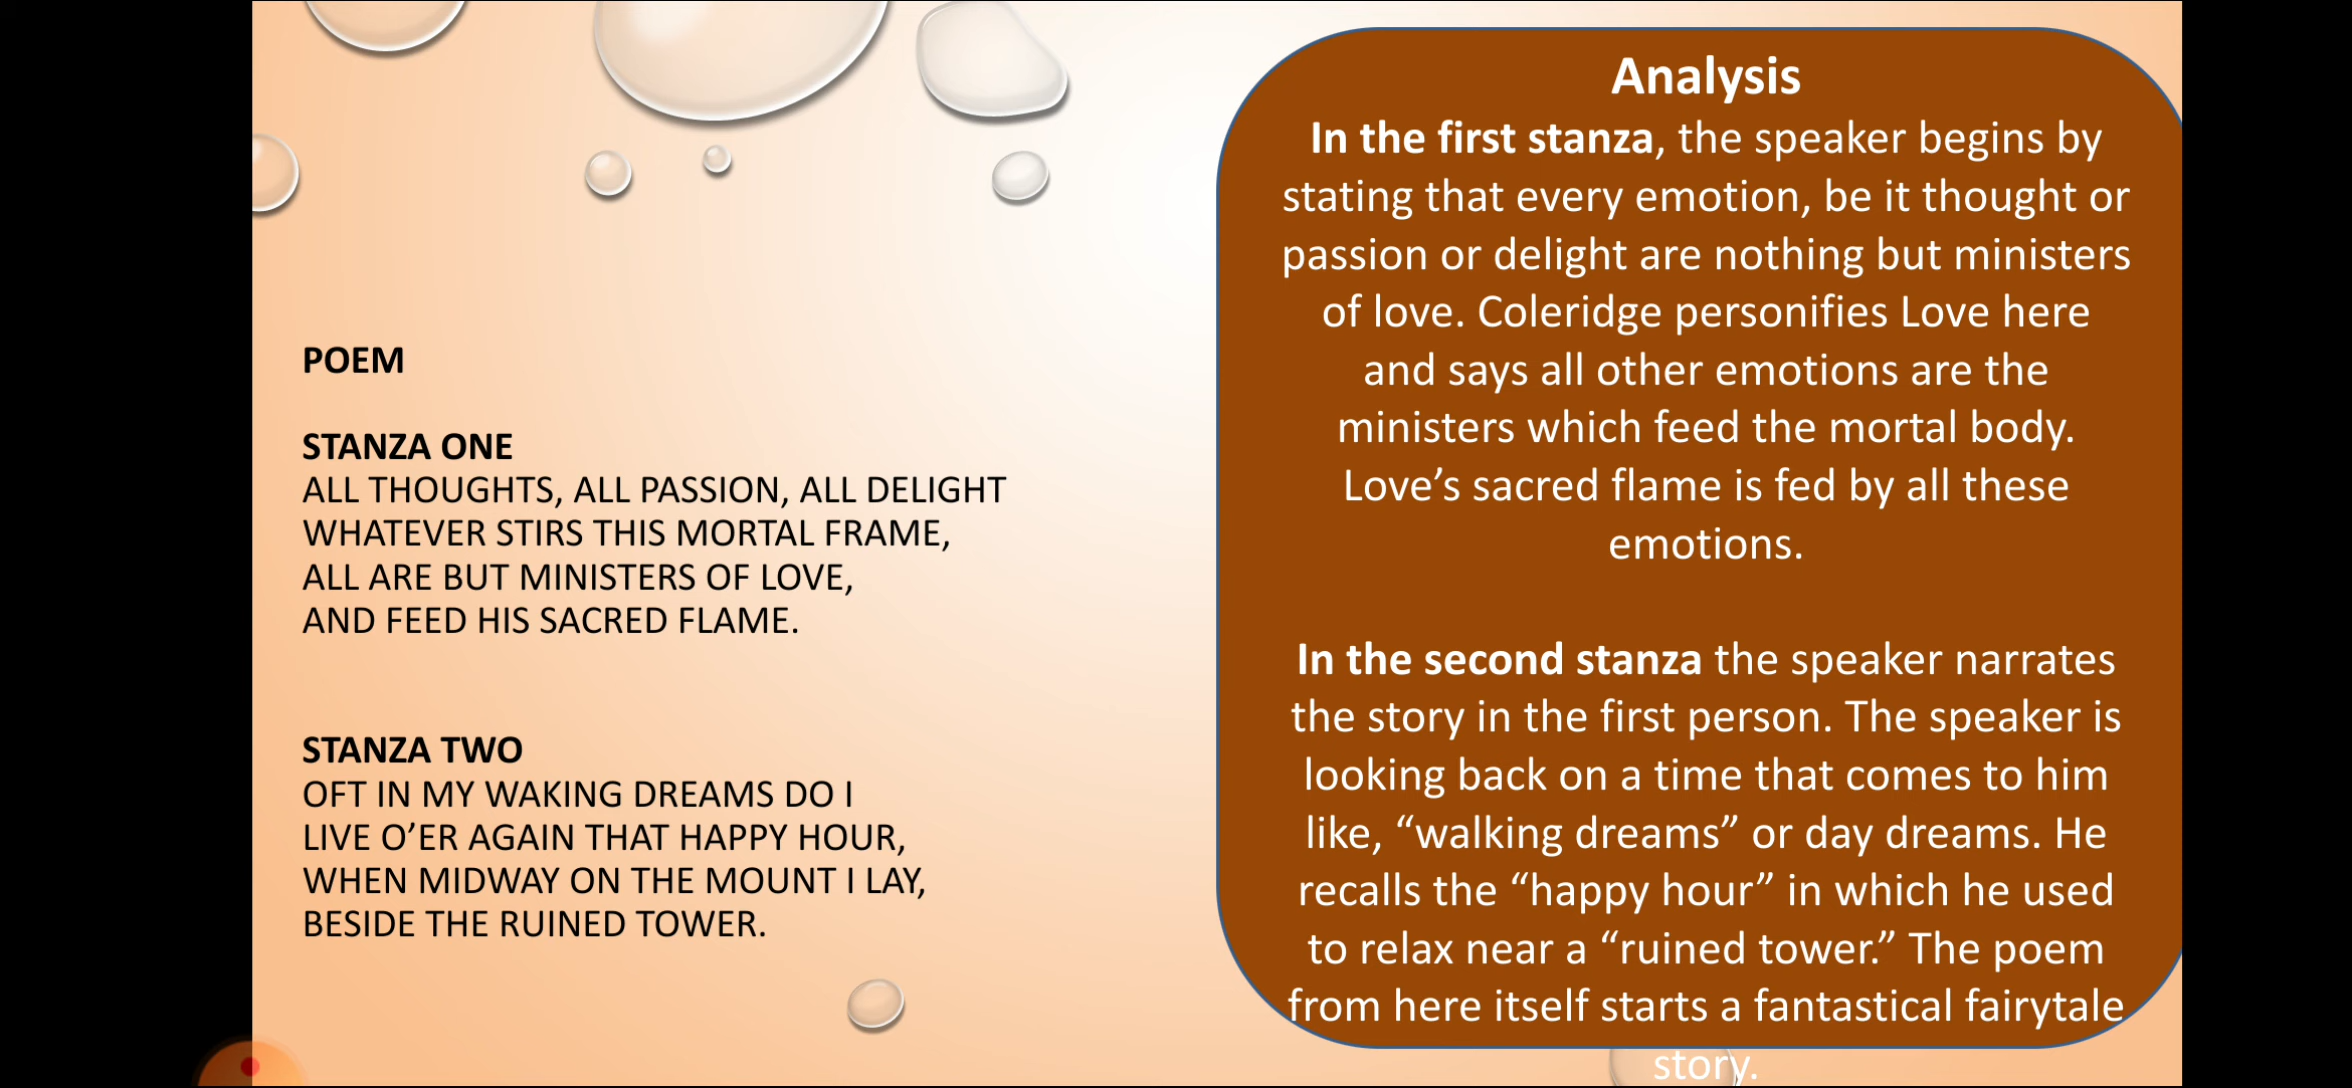 POEM
STANZA ONE
ALL THOUGHTS, ALL PASSION, ALL DELIGHT
WHATEVER STIRS THIS MORTAL FRAME,
ALL ARE BUT MINISTERS OF LOVE,
AND FEED HIS SACRED FLAME.
STANZA TWO
OFT IN MY WAKING DREAMS DO I
LIVE O’ER AGAIN THAT HAPPY HOUR,
WHEN MIDWAY ON THE MOUNT I LAY,
BESIDE THE RUINED TOWER.
Analysis
In the first stanza, the speaker begins by
stating that every emotion, be it thought or
passion or delight are nothing but ministers
of love. Coleridge personifies Love here
and says all other emotions are the
ministers which feed the mortal body.
Love’s sacred flame is fed by all these
emotions.
In the second stanza the speaker narrates
the story in the first person. The speaker is
looking back on a time that comes to him
like, “walking dreams” or day dreams. He
recalls the “happy hour” in which he used
to relax near a “ruined tower.” The poem
from here itself starts a fantastical fairytale
story.